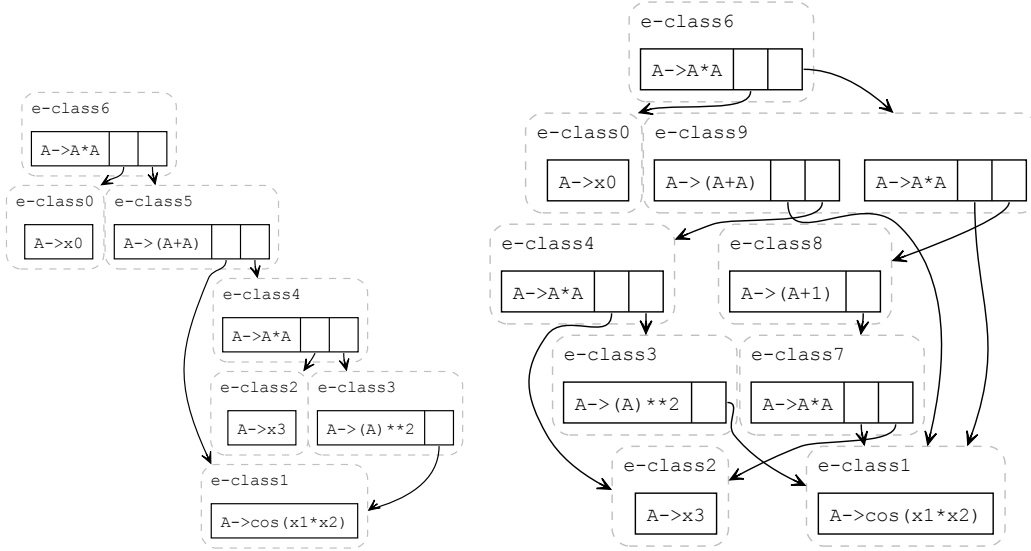 e-class6
A->A*A
e-class0
e-class5
A->x0
A->(A+A)
e-class4
A->A*A
e-class2
e-class3
A->x3
A->(A)**2
e-class1
A->cos(x1*x2)
e-class6
A->A*A
e-class0
e-class9
A->x0
A->(A+A)
A->A*A
e-class4
e-class8
A->A*A
A->(A+1)
e-class3
e-class7
A->(A)**2
A->A*A
e-class2
e-class1
A->x3
A->cos(x1*x2)